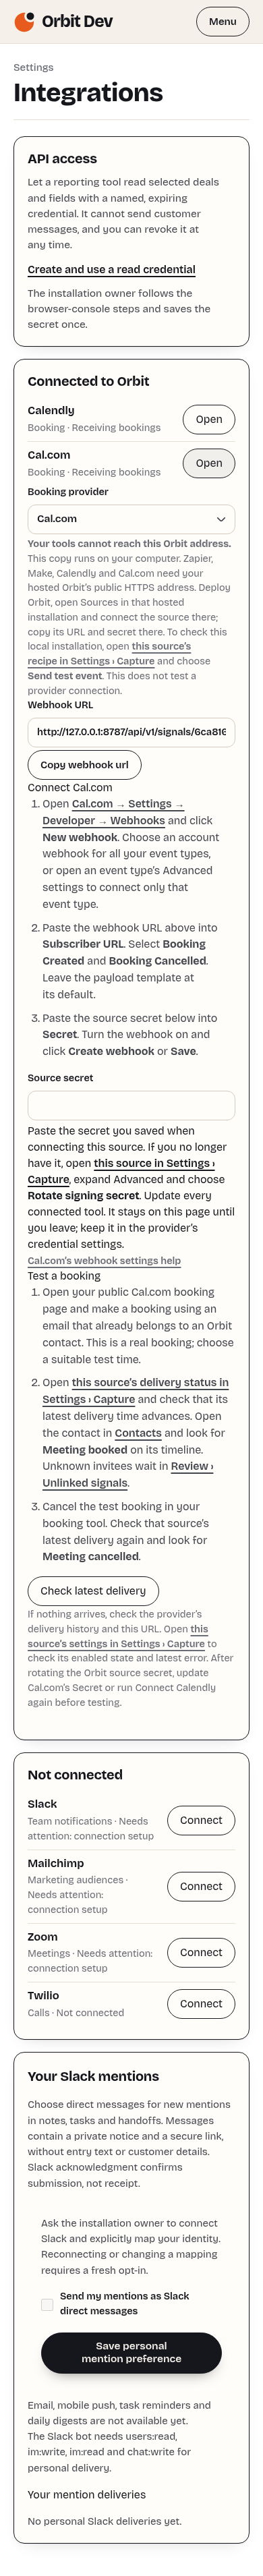 Orbit Dev
Menu
Settings
Integrations
API access
Let a reporting tool read selected deals
and fields with a named, expiring
credential. It cannot send customer
messages, and you can revoke it at
any time.
Create and use a read credential
The installation owner follows the
browser-console steps and saves the
secret once.
Connected to Orbit
Calendly
Booking · Receiving bookings
Open
Cal.com
Booking · Receiving bookings
Open
Booking provider
Cal.com
Your tools cannot reach this Orbit address.
This copy runs on your computer. Zapier,
Make, Calendly and Cal.com need your
hosted Orbit's public HTTPS address. Deploy
Orbit, open Sources in that hosted
installation and connect the source there;
copy its URL and secret there. To check this
local installation, open this source's
recipe in Settings › Capture and choose
Send test event. This does not test a
provider connection.
Webhook URL
http://127.0.0.1:8787/api/v1/signals/6ca816
Copy webhook url
Connect Cal.com
1. Open Cal.com → Settings →
Developer → Webhooks and click
New webhook. Choose an account
webhook for all your event types,
or open an event type's Advanced
settings to connect only that
event type.
2. Paste the webhook URL above into
Subscriber URL. Select Booking
Created and Booking Cancelled.
Leave the payload template at
its default.
3. Paste the source secret below into
Secret. Turn the webhook on and
click Create webhook or Save.
Source secret
Paste the secret you saved when
connecting this source. If you no longer
have it, open this source in Settings ›
Capture, expand Advanced and choose
Rotate signing secret. Update every
connected tool. It stays on this page until
you leave; keep it in the provider's
credential settings.
Cal.com's webhook settings help
Test a booking
1. Open your public Cal.com booking
page and make a booking using an
email that already belongs to an Orbit
contact. This is a real booking; choose
a suitable test time.
2. Open this source's delivery status in
Settings › Capture and check that its
latest delivery time advances. Open
the contact in Contacts and look for
Meeting booked on its timeline.
Unknown invitees wait in Review ›
Unlinked signals.
3. Cancel the test booking in your
booking tool. Check that source's
latest delivery again and look for
Meeting cancelled.
Check latest delivery
If nothing arrives, check the provider's
delivery history and this URL. Open this
source's settings in Settings › Capture to
check its enabled state and latest error. After
rotating the Orbit source secret, update
Cal.com's Secret or run Connect Calendly
again before testing.
Not connected
Slack
Team notifications · Needs
attention: connection setup
Connect
Mailchimp
Marketing audiences ·
Needs attention:
connection setup
Connect
Zoom
Meetings · Needs attention:
connection setup
Connect
Twilio
Calls · Not connected
Connect
Your Slack mentions
Choose direct messages for new mentions
in notes, tasks and handoffs. Messages
contain a private notice and a secure link,
without entry text or customer details.
Slack acknowledgment confirms
submission, not receipt.
Ask the installation owner to connect
Slack and explicitly map your identity.
Reconnecting or changing a mapping
requires a fresh opt-in.
Send my mentions as Slack
direct messages
Save personal
mention preference
Email, mobile push, task reminders and
daily digests are not available yet.
The Slack bot needs users:read,
im:write, im:read and chat:write for
personal delivery.
Your mention deliveries
No personal Slack deliveries yet.